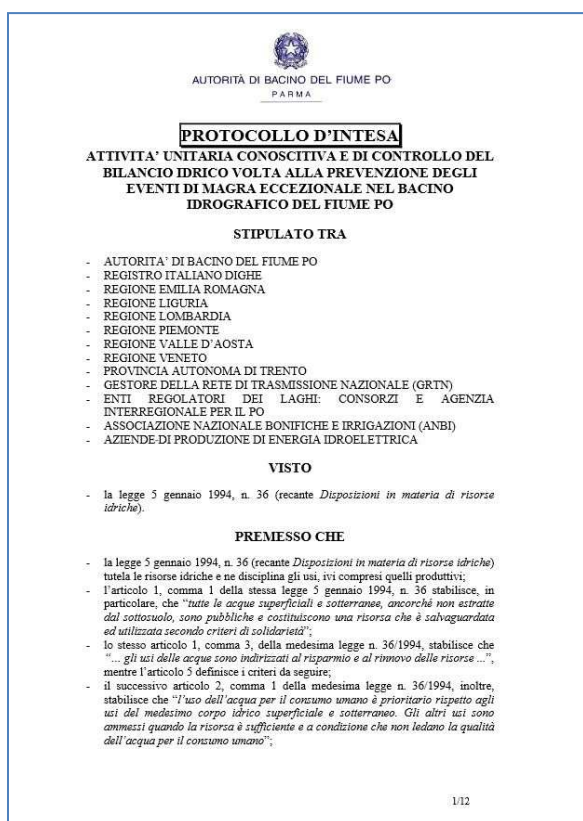 AUTORITÀ DI BACINO DEL FIUME PO
PARMA
PROTOCOLLO D'INTESA
ATTIVITA' UNITARIA CONOSCITIVA E DI CONTROLLO DEL
BILANCIO IDRICO VOLTA ALLA PREVENZIONE DEGLI
EVENTI DI MAGRA ECCEZIONALE NEL BACINO
IDROGRAFICO DEL FIUME PO
STIPULATO TRA
- AUTORITA' DI BACINO DEL FIUME PO
- REGISTRO ITALIANO DIGHE
- REGIONE EMILIA ROMAGNA
- REGIONE LIGURIA
- REGIONE LOMBARDIA
- REGIONE PIEMONTE
- REGIONE VALLE D'AOSTA
- REGIONE VENETO
- PROVINCIA AUTONOMA DI TRENTO
- GESTORE DELLA RETE DI TRASMISSIONE NAZIONALE (GRTN)
- ENTI REGOLATORI DEI LAGHI: CONSORZI E AGENZIA
INTERREGIONALE PER IL PO
- ASSOCIAZIONE NAZIONALE BONIFICHE E IRRIGAZIONI (ANBI)
- AZIENDE DI PRODUZIONE DI ENERGIA IDROELETTRICA
VISTO
- la legge 5 gennaio 1994, n. 36 (recante Disposizioni in materia di risorse
idriche).
PREMESSO CHE
- la legge 5 gennaio 1994, n. 36 (recante Disposizioni in materia di risorse idriche)
tutela le risorse idriche e ne disciplina gli usi, ivi compresi quelli produttivi;
- l'articolo 1, comma 1 della stessa legge 5 gennaio 1994, n. 36 stabilisce, in
particolare, che "tutte le acque superficiali e sotterranee, ancorché non estratte
dal sottosuolo, sono pubbliche e costituiscono una risorsa che è salvaguardata
ed utilizzata secondo criteri di solidarietà";
- lo stesso articolo 1, comma 3, della medesima legge n. 36/1994, stabilisce che
"... gli usi delle acque sono indirizzati al risparmio e al rinnovo delle risorse ...",
mentre l'articolo 5 definisce i criteri da seguire;
- il successivo articolo 2, comma 1 della medesima legge n. 36/1994, inoltre,
stabilisce che "l'uso dell'acqua per il consumo umano è prioritario rispetto agli
usi del medesimo corpo idrico superficiale e sotterraneo. Gli altri usi sono
ammessi quando la risorsa è sufficiente e a condizione che non ledano la qualità
dell'acqua per il consumo umano";
1/12